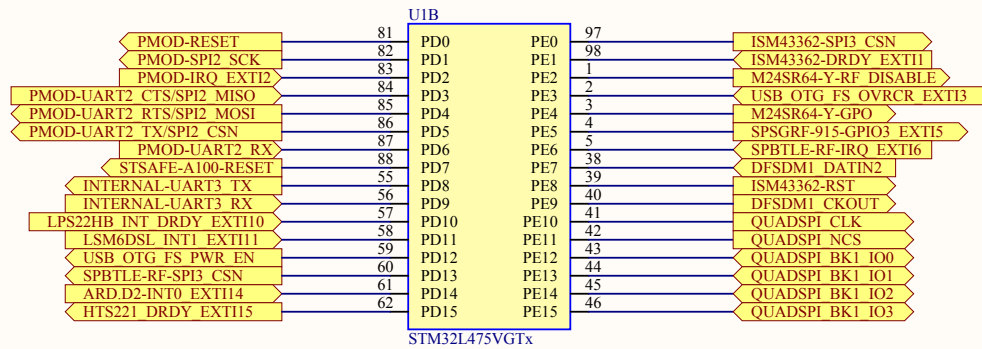 U1B
PMOD-RESET 81 PD0 PE0 97 ISM43362-SPI3_CSN
PMOD-SPI2_SCK 82 PD1 PE1 98 ISM43362-DRDY_EXTI1
PMOD-IRQ_EXTI2 83 PD2 PE2 1 M24SR64-Y-RF_DISABLE
PMOD-UART2_CTS/SPI2_MISO 84 PD3 PE3 2 USB_OTG_FS_OVRCR_EXTI3
PMOD-UART2_RTS/SPI2_MOSI 85 PD4 PE4 3 M24SR64-Y-GPO
PMOD-UART2_TX/SPI2_CSN 86 PD5 PE5 4 SPSGRF-915-GPIO3_EXTI5
PMOD-UART2_RX 87 PD6 PE6 5 SPBTLE-RF-IRQ_EXTI6
STSAFE-A100-RESET 88 PD7 PE7 38 DFSDM1_DATIN2
INTERNAL-UART3_TX 55 PD8 PE8 39 ISM43362-RST
INTERNAL-UART3_RX 56 PD9 PE9 40 DFSDM1_CKOUT
LPS22HB_INT_DRDY_EXTI10 57 PD10 PE10 41 QUADSPI_CLK
LSM6DSL_INT1_EXTI11 58 PD11 PE11 42 QUADSPI_NCS
USB_OTG_FS_PWR_EN 59 PD12 PE12 43 QUADSPI_BK1_IO0
SPBTLE-RF-SPI3_CSN 60 PD13 PE13 44 QUADSPI_BK1_IO1
ARD.D2-INT0_EXTI14 61 PD14 PE14 45 QUADSPI_BK1_IO2
HTS221_DRDY_EXTI15 62 PD15 PE15 46 QUADSPI_BK1_IO3
STM32L475VGTx